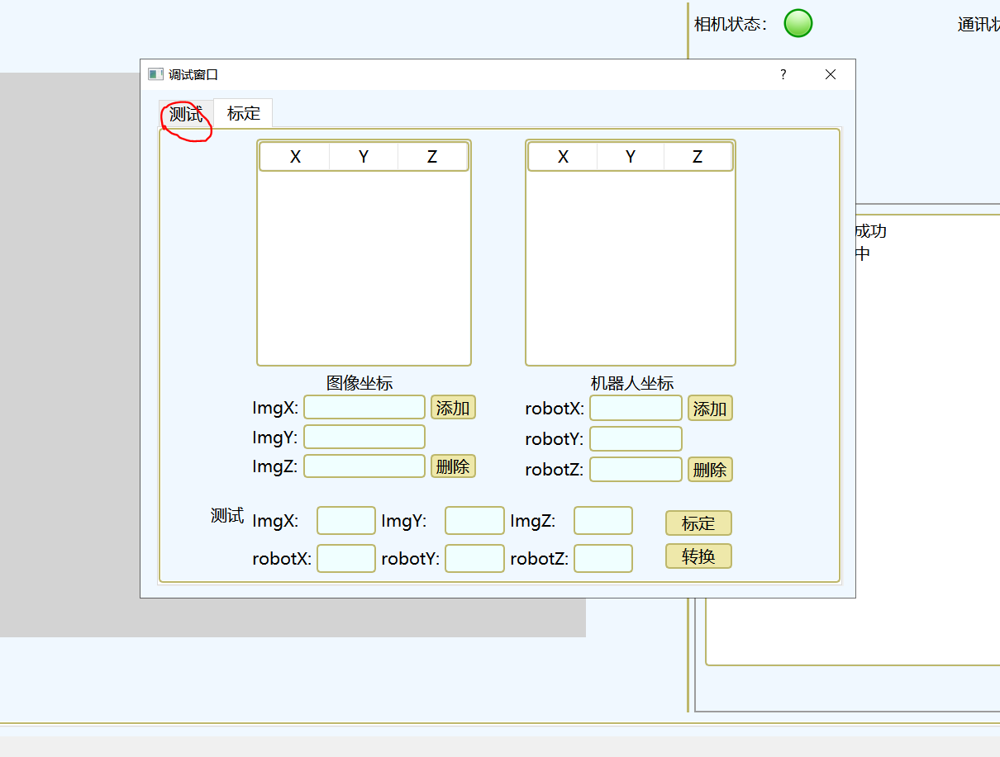 相机状态：
通讯状
调试窗口
测试 标定
X Y Z X Y Z
成功
中
图像坐标 机器人坐标
ImgX: 添加 robotX: 添加
ImgY: robotY:
ImgZ: 删除 robotZ: 删除
测试 ImgX: ImgY: ImgZ: 标定
robotX: robotY: robotZ: 转换